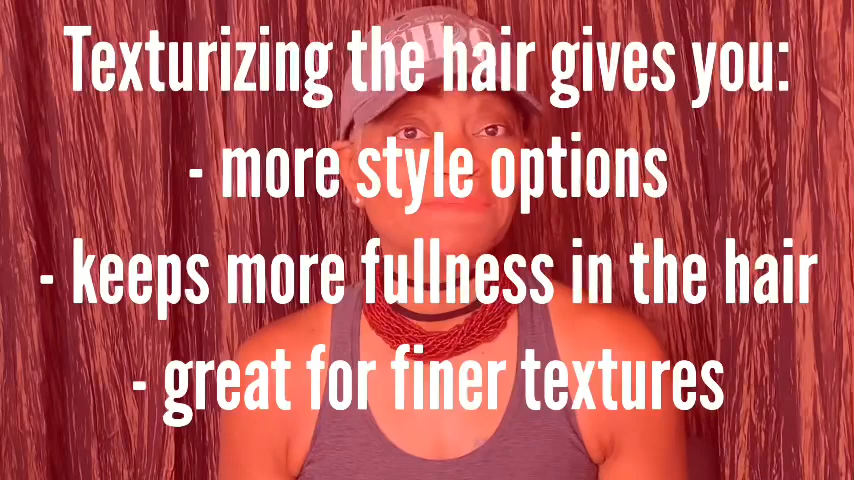 Texturizing the hair gives you:
- more style options
- keeps more fullness in the hair
- great for finer textures